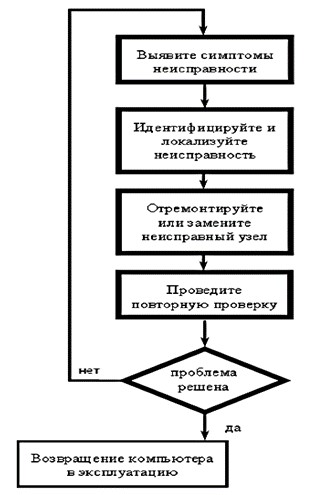 Выявите симптомы
неисправности
Идентифицируйте и
локализуйте
неисправность
Отремонтируйте
или замените
неисправный узел
Проведите
повторную проверку
нет
проблема
решена
да
Возвращение компьютера
в эксплуатацию